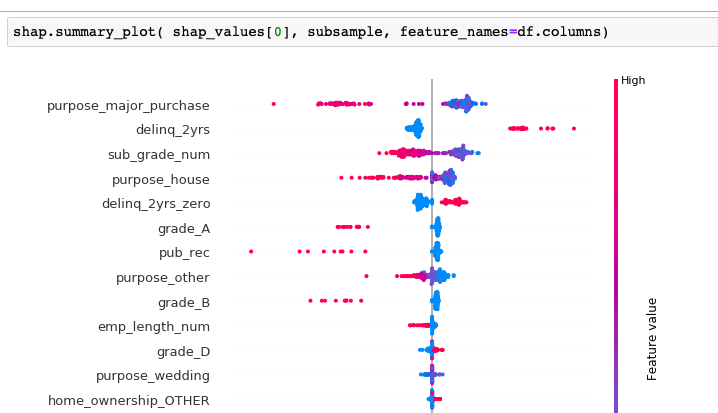 shap.summary_plot( shap_values[0], subsample, feature_names=df.columns)
High
purpose_major_purchase
delinq_2yrs
sub_grade_num
purpose_house
delinq_2yrs_zero
grade_A
pub_rec
purpose_other
grade_B
emp_length_num
grade_D
purpose_wedding
home_ownership_OTHER
Feature value